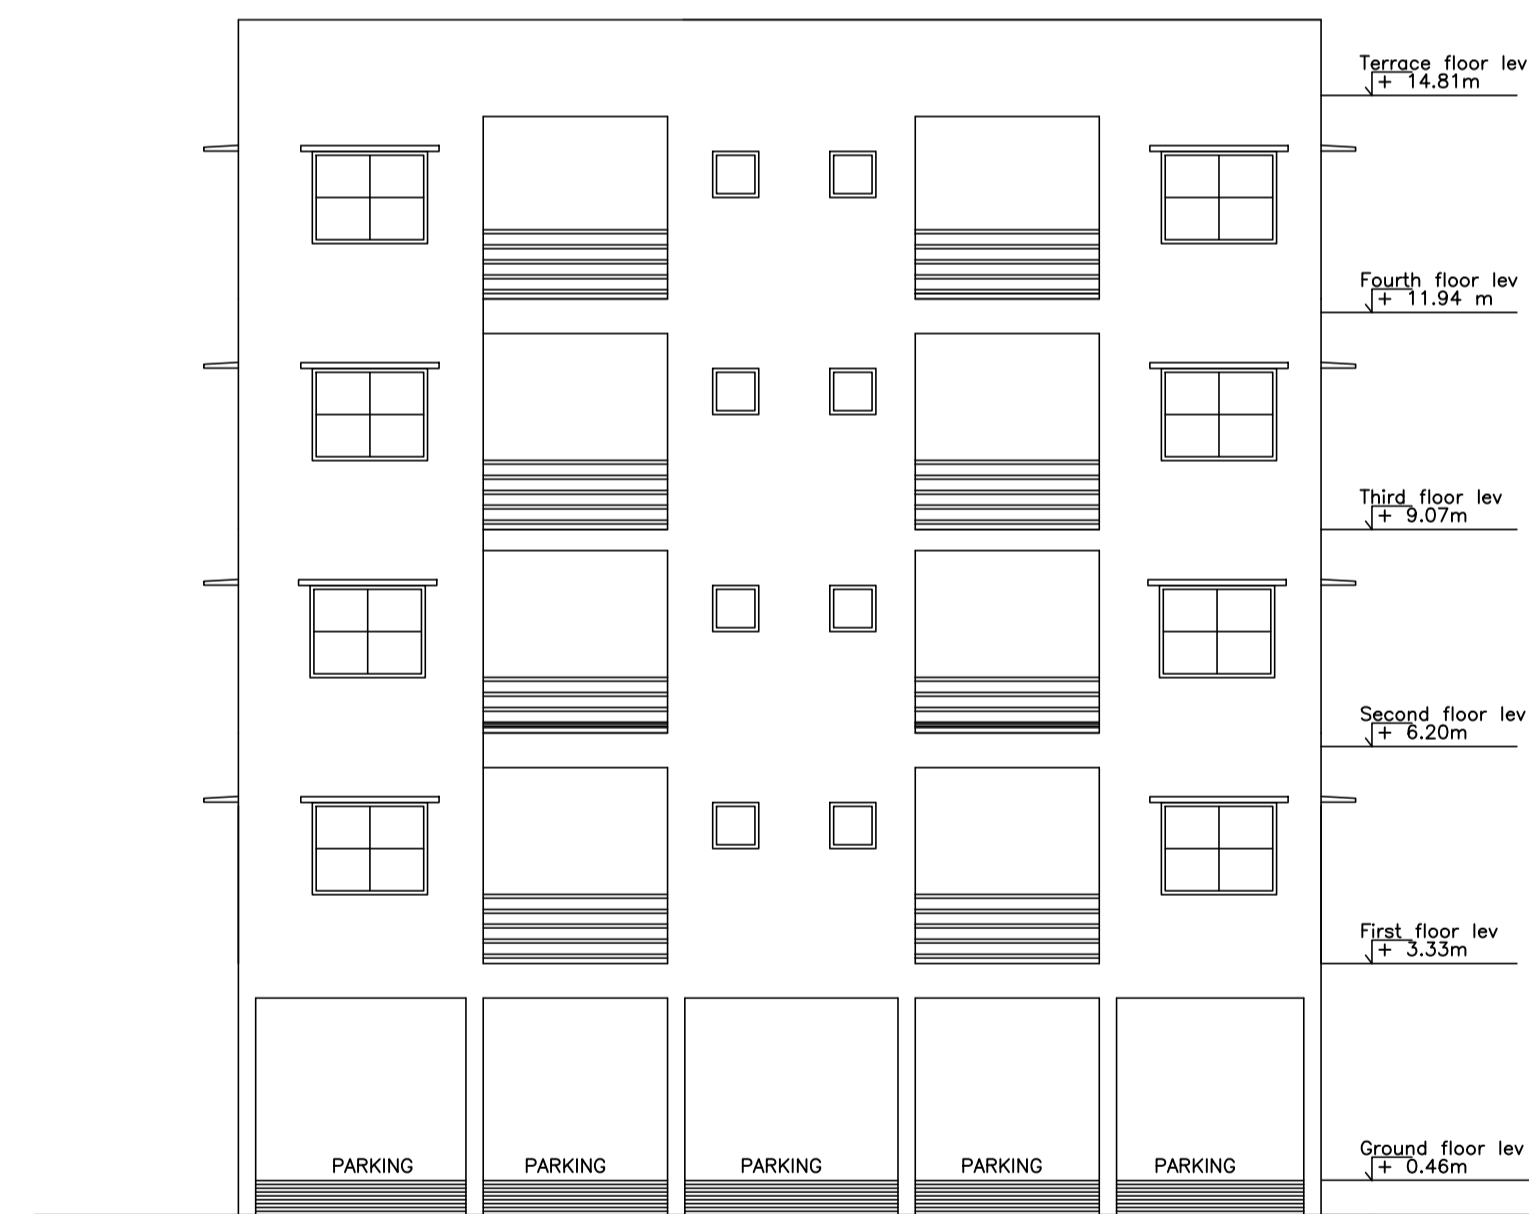 Terrace floor lev
+ 14.81m
Fourth floor lev
+ 11.94 m
Third floor lev
+ 9.07m
Second floor lev
+ 6.20m
First floor lev
+ 3.33m
PARKING PARKING PARKING PARKING PARKING
Ground floor lev
+ 0.46m